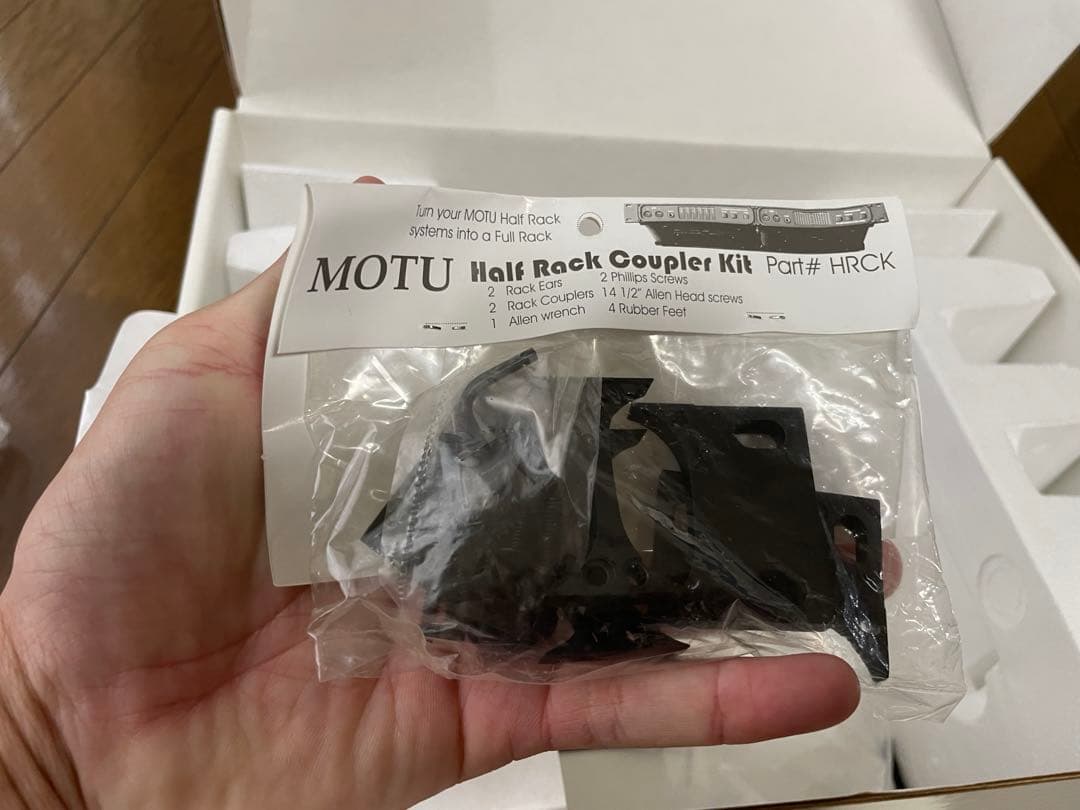 Turn your MOTU Half Rack
systems into a Full Rack
MOTU Half Rack Coupler Kit Part# HRCK
2 Rack Ears 2 Phillips Screws
2 Rack Couplers 14 1/2" Allen Head screws
1 Allen wrench 4 Rubber Feet